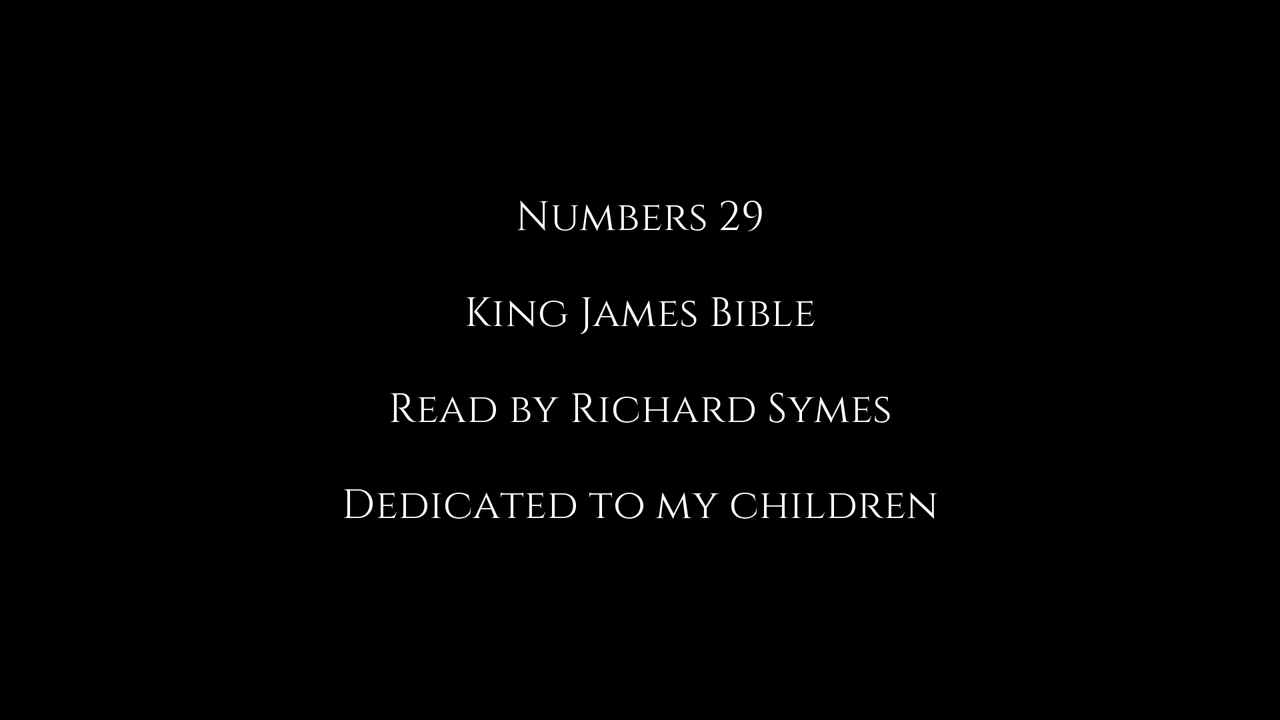 Numbers 29
King James Bible
Read by Richard Symes
Dedicated to my children